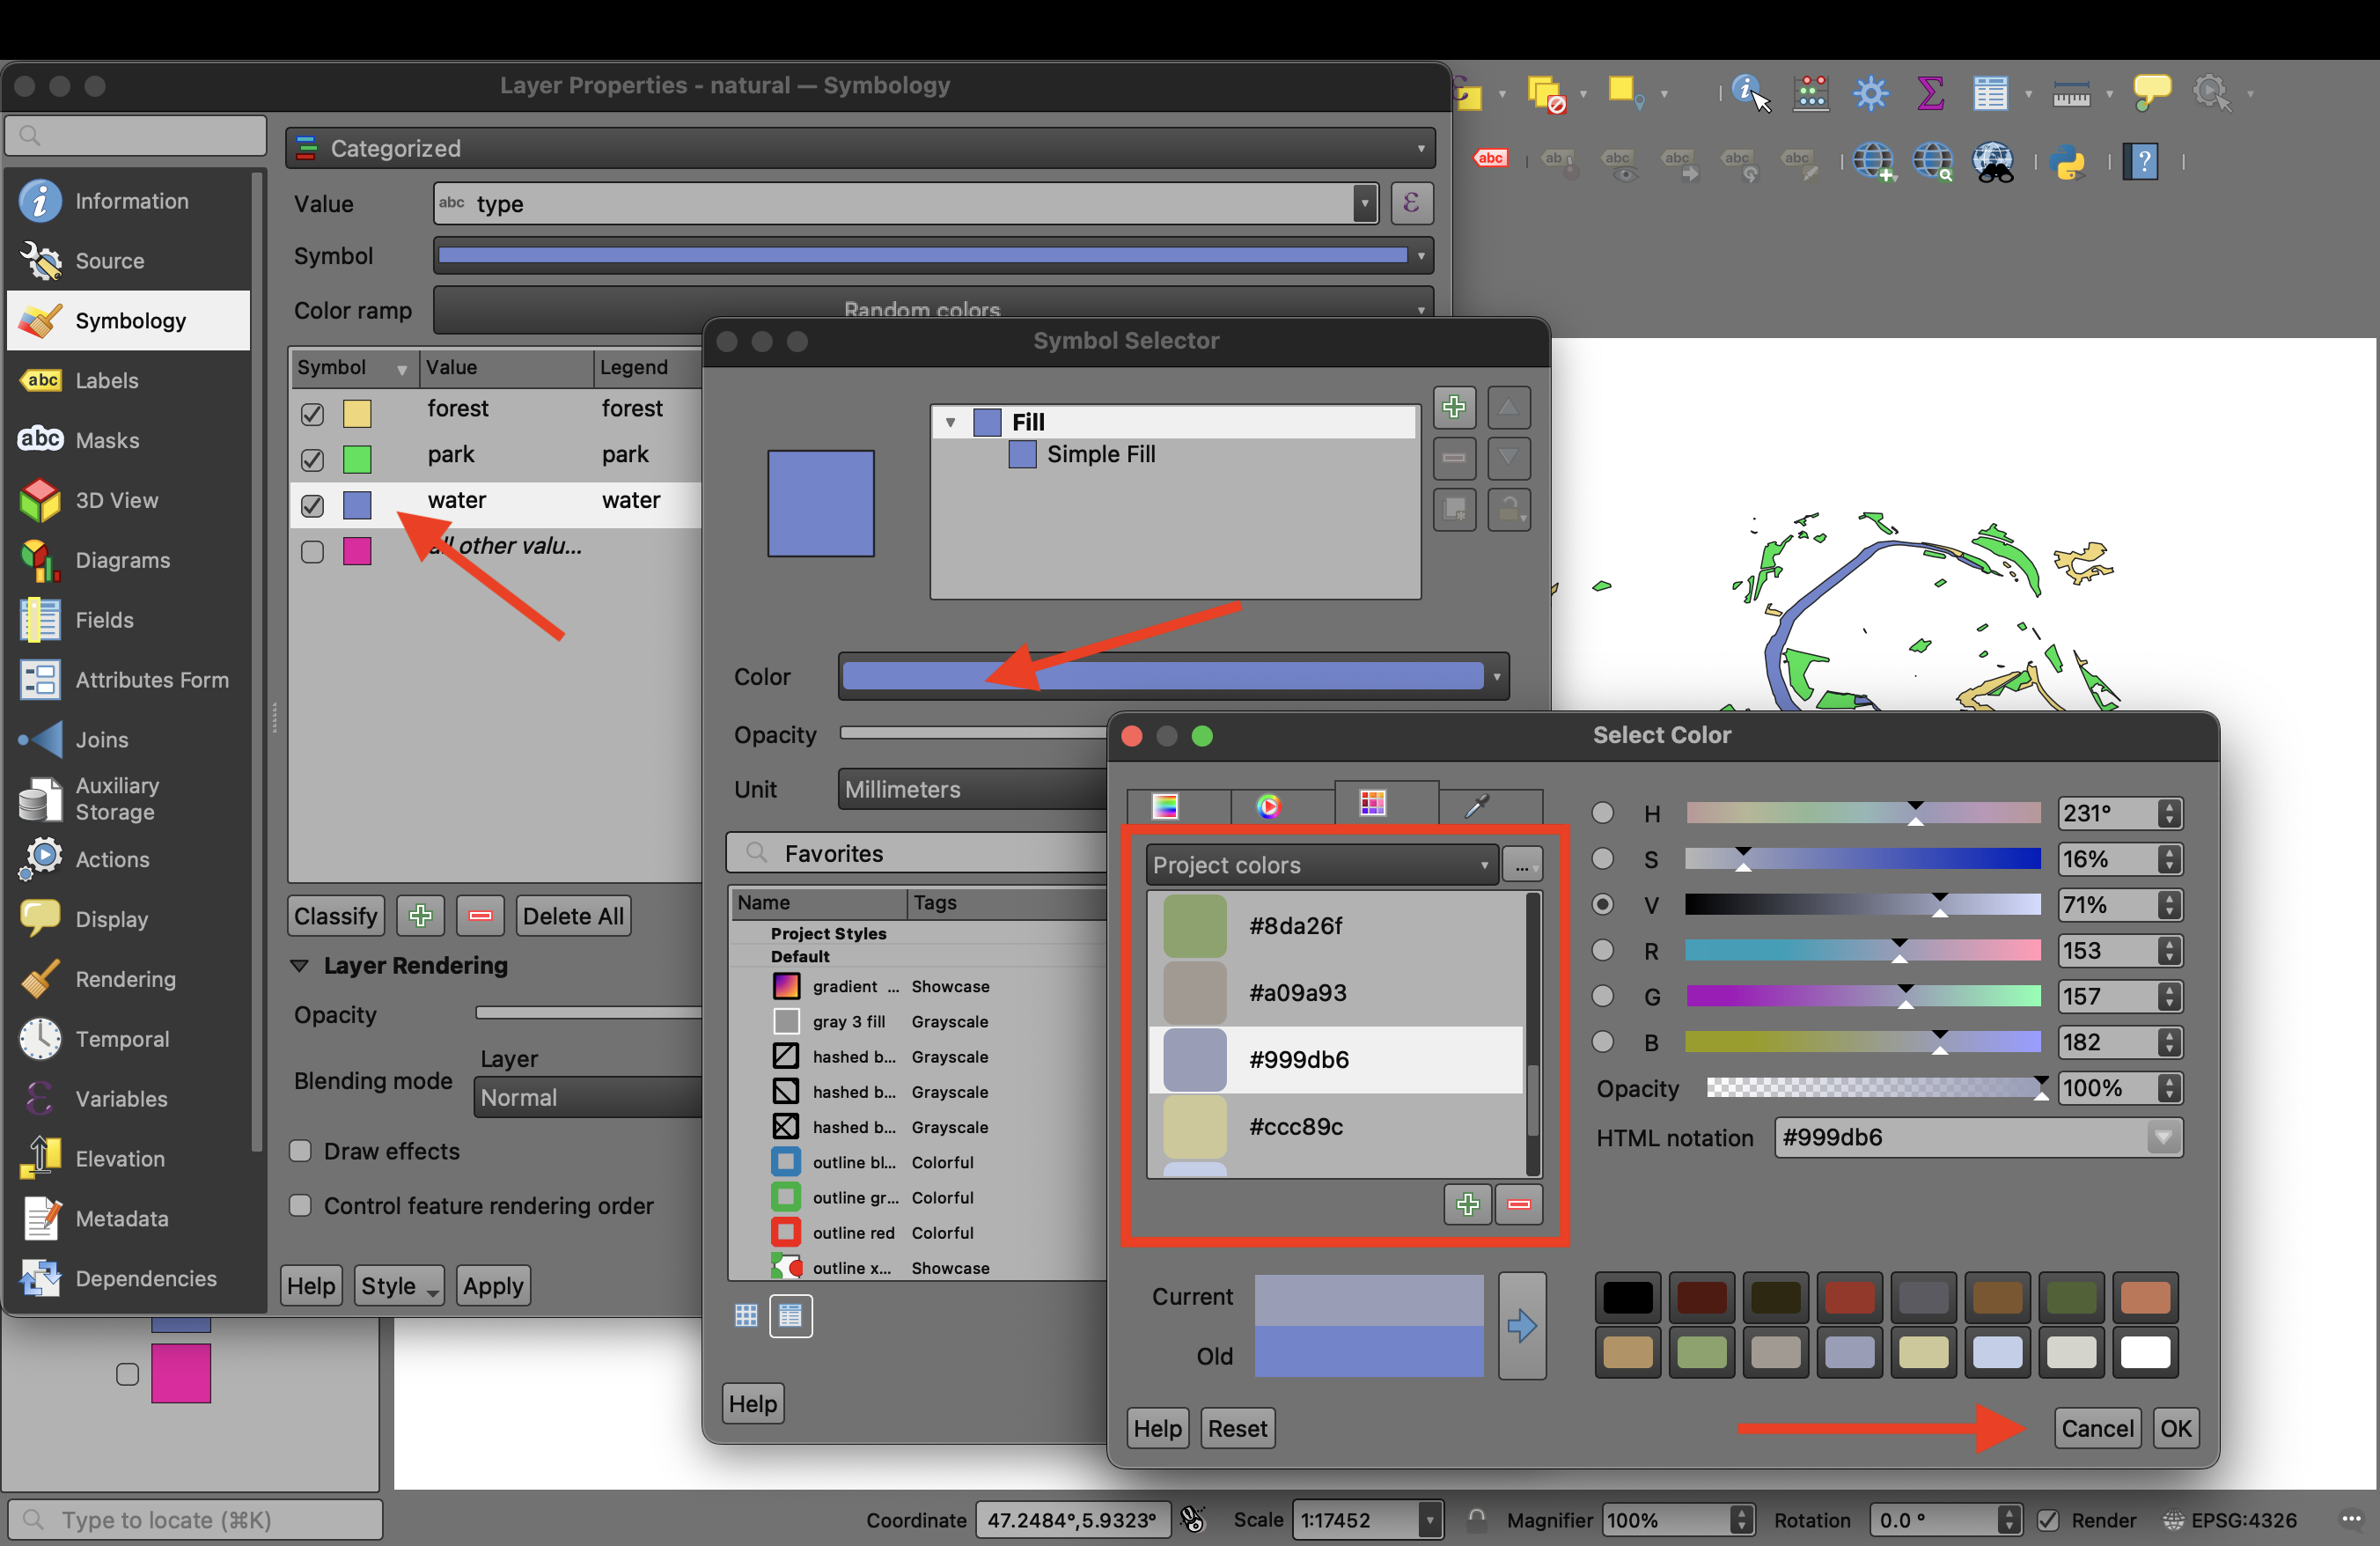 Layer Properties - natural — Symbology
Categorized
Value
abc type
ε
Symbol
Color ramp
Random colors
Information
Source
Symbology
abc Labels
abc Masks
3D View
Diagrams
Fields
Attributes Form
Joins
Auxiliary
Storage
Actions
Display
Rendering
Temporal
Variables
Elevation
Metadata
Dependencies
Symbol Value Legend
forest forest
park park
water water
all other valu...
Classify
Delete All
Layer Rendering
Opacity
Layer
Blending mode
Normal
Draw effects
Control feature rendering order
Help
Style
Apply
Symbol Selector
Fill
Simple Fill
Color
Opacity
Unit
Millimeters
Favorites
Name Tags
Project Styles
Default
gradient ... Showcase
gray 3 fill Grayscale
hashed b... Grayscale
hashed b... Grayscale
hashed b... Grayscale
outline bl... Colorful
outline gr... Colorful
outline red Colorful
outline x... Showcase
Help
Select Color
Project colors
...
#8da26f
#a09a93
#999db6
#ccc89c
H 231°
S 16%
V 71%
R 153
G 157
B 182
Opacity 100%
HTML notation #999db6
Current
Old
Help
Reset
Cancel
OK
abc
ab
abc
abc
abc
abc
?
Type to locate (⌘K)
Coordinate 47.2484°,5.9323°
Scale 1:17452
Magnifier 100%
Rotation 0.0 °
Render
EPSG:4326